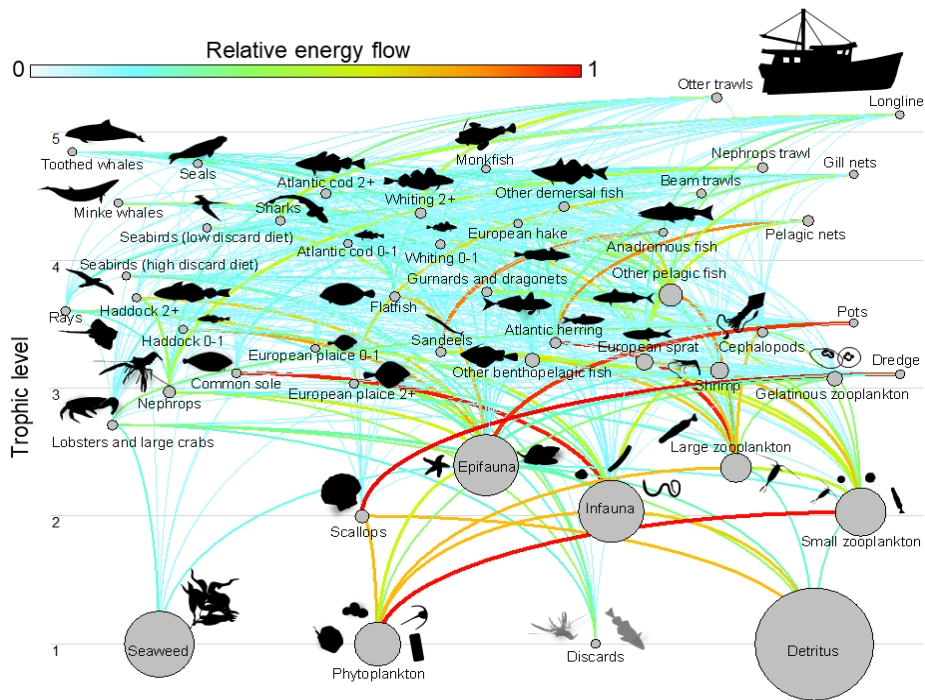 Relative energy flow
0
1
Otter trawls
Longline
5
Toothed whales
Seals
Monkfish
Nephrops trawl
Gill nets
Atlantic cod 2+
Whiting 2+
Other demersal fish
Beam trawls
Minke whales
Sharks
Seabirds (low discard diet)
European hake
Pelagic nets
Atlantic cod 0-1
Whiting 0-1
Anadromous fish
4
Seabirds (high discard diet)
Gurnards and dragonets
Other pelagic fish
Rays
Haddock 2+
Flatfish
Pots
Haddock 0-1
Sandeels
Atlantic herring
European plaice 0-1
European sprat
Cephalopods
Dredge
Common sole
Other benthopelagic fish
Shrimp
3
Nephrops
European plaice 2+
Gelatinous zooplankton
Trophic level
Lobsters and large crabs
Large zooplankton
Epifauna
Infauna
2
Scallops
Small zooplankton
1
Seaweed
Phytoplankton
Discards
Detritus